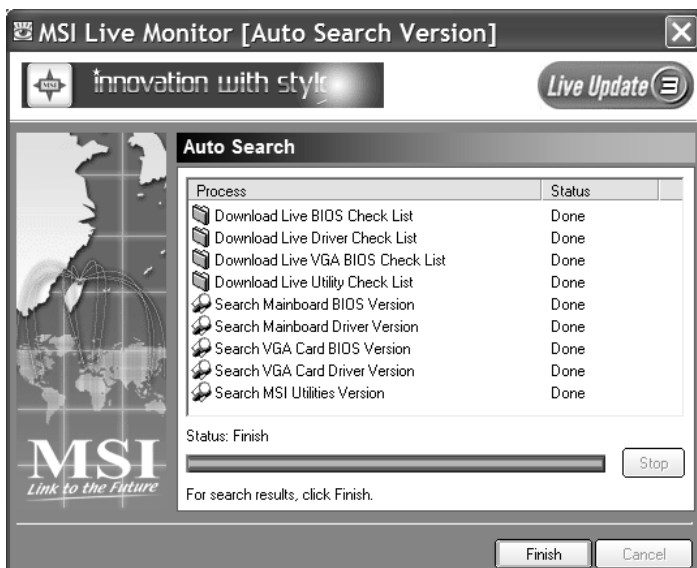 MSI Live Monitor [Auto Search Version]
MSI innovation with style Live Update 3
Auto Search
Process Status
Download Live BIOS Check List Done
Download Live Driver Check List Done
Download Live VGA BIOS Check List Done
Download Live Utility Check List Done
Search Mainboard BIOS Version Done
Search Mainboard Driver Version Done
Search VGA Card BIOS Version Done
Search VGA Card Driver Version Done
Search MSI Utilities Version Done
Status: Finish
Stop
For search results, click Finish.
MSI
Link to the Future
Finish Cancel